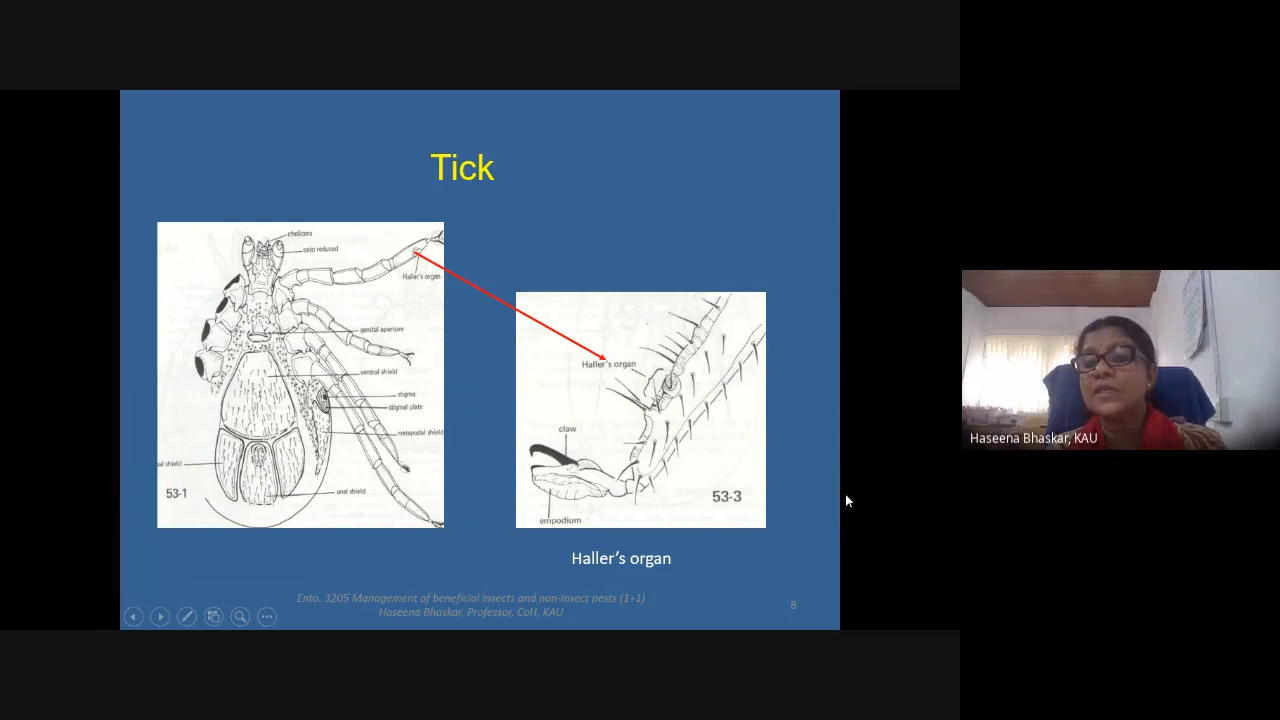 Tick
chelicera
palp reduced
Haller's organ
genital aperture
ventral shield
stigma
stigmal plate
metapodal shield
al shield
anal shield
53-1
Haller's organ
claw
53-3
empodium
Haller's organ
Ento. 3205 Management of beneficial insects and non-insect pests (1+1)
Haseena Bhaskar, Professor, CoH, KAU
8
Haseena Bhaskar, KAU